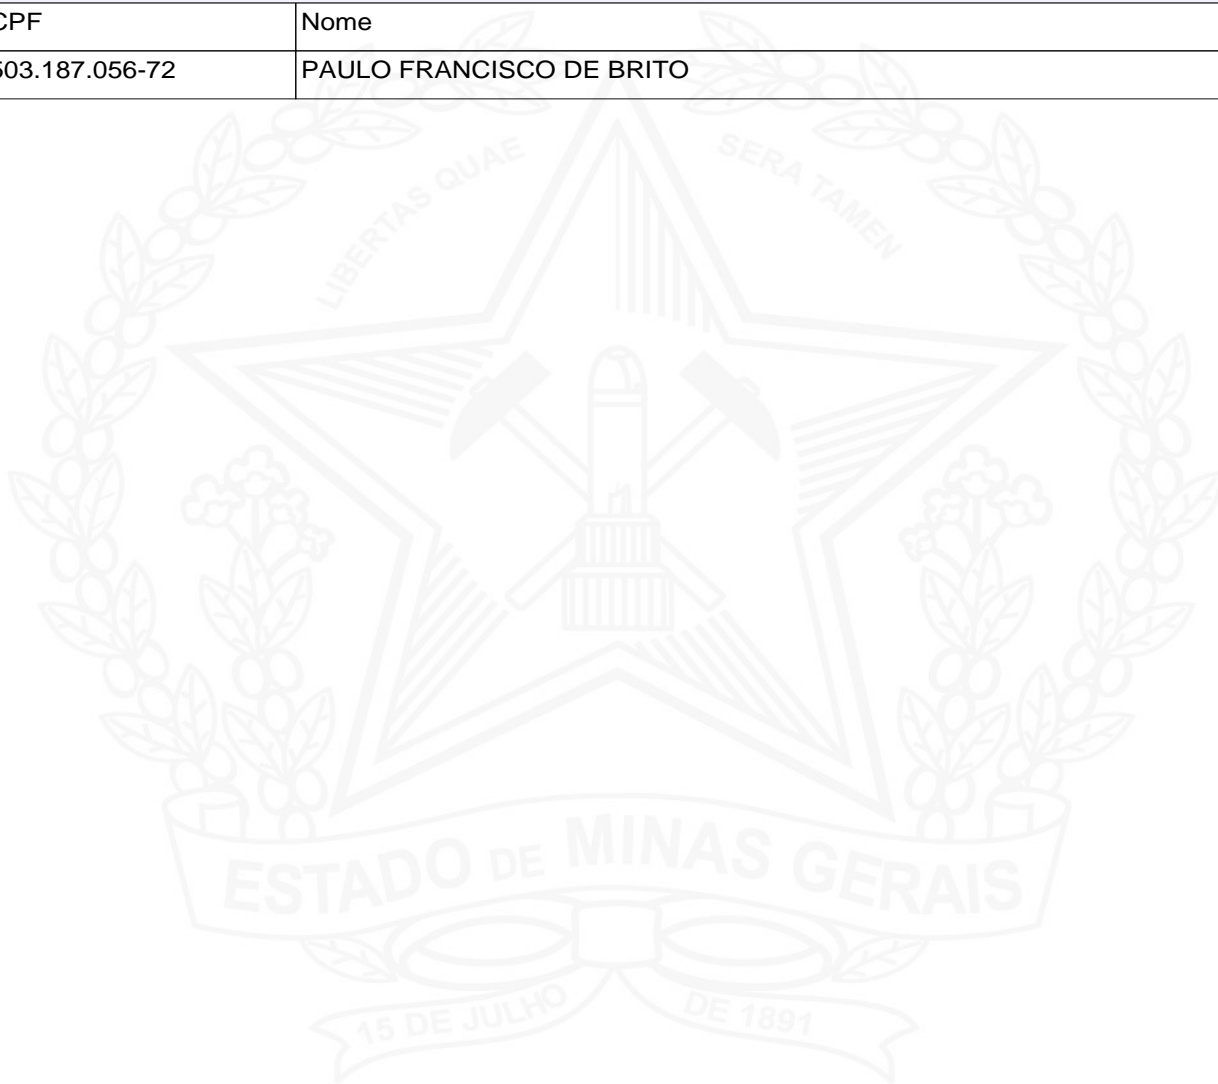 CPF Nome
503.187.056-72 PAULO FRANCISCO DE BRITO
LIBERTAS QUAE SERA TAMEN
ESTADO DE MINAS GERAIS
15 DE JULHO DE 1891